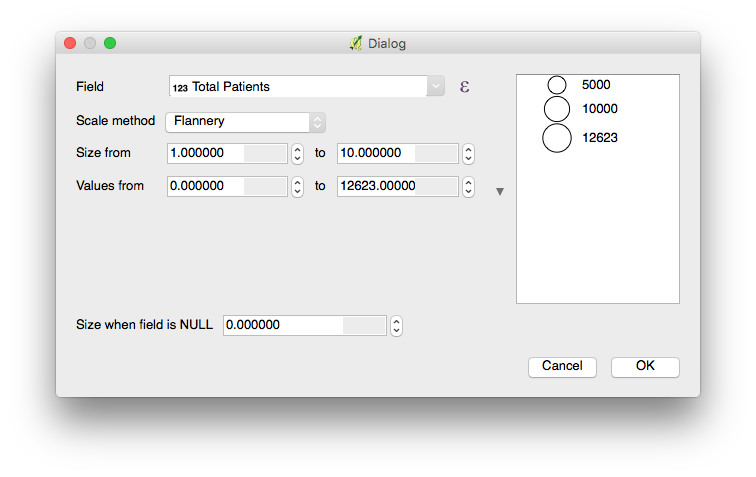 Dialog
Field 123 Total Patients ε
Scale method Flannery
Size from 1.000000 to 10.000000
Values from 0.000000 to 12623.00000
5000
10000
12623
Size when field is NULL 0.000000
Cancel OK